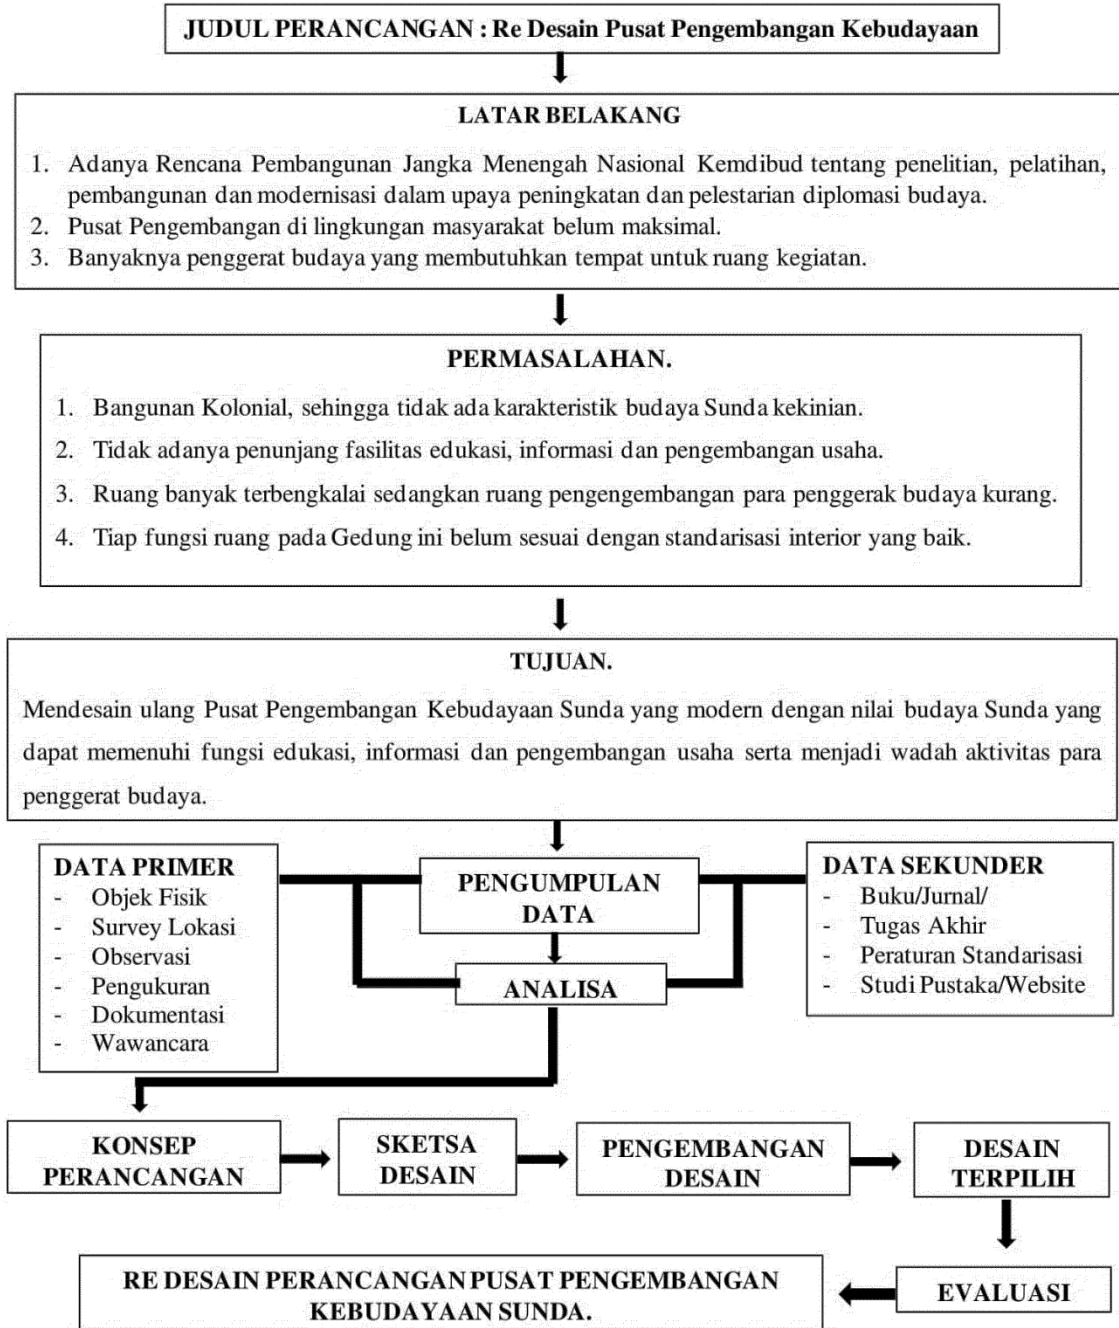 JUDUL PERANCANGAN : Re Desain Pusat Pengembangan Kebudayaan
LATAR BELAKANG
1. Adanya Rencana Pembangunan Jangka Menengah Nasional Kemdibud tentang penelitian, pelatihan,
pembangunan dan modernisasi dalam upaya peningkatan dan pelestarian diplomasi budaya.
2. Pusat Pengembangan di lingkungan masyarakat belum maksimal.
3. Banyaknya penggerat budaya yang membutuhkan tempat untuk ruang kegiatan.
PERMASALAHAN.
1. Bangunan Kolonial, sehingga tidak ada karakteristik budaya Sunda kekinian.
2. Tidak adanya penunjang fasilitas edukasi, informasi dan pengembangan usaha.
3. Ruang banyak terbengkalai sedangkan ruang pengengembangan para penggerak budaya kurang.
4. Tiap fungsi ruang pada Gedung ini belum sesuai dengan standarisasi interior yang baik.
TUJUAN.
Mendesain ulang Pusat Pengembangan Kebudayaan Sunda yang modern dengan nilai budaya Sunda yang
dapat memenuhi fungsi edukasi, informasi dan pengembangan usaha serta menjadi wadah aktivitas para
penggerat budaya.
DATA PRIMER
- Objek Fisik
- Survey Lokasi
- Observasi
- Pengukuran
- Dokumentasi
- Wawancara
PENGUMPULAN
DATA
ANALISA
DATA SEKUNDER
- Buku/Jurnal/
- Tugas Akhir
- Peraturan Standarisasi
- Studi Pustaka/Website
KONSEP
PERANCANGAN
SKETSA
DESAIN
PENGEMBANGAN
DESAIN
DESAIN
TERPILIH
EVALUASI
RE DESAIN PERANCANGAN PUSAT PENGEMBANGAN
KEBUDAYAAN SUNDA.